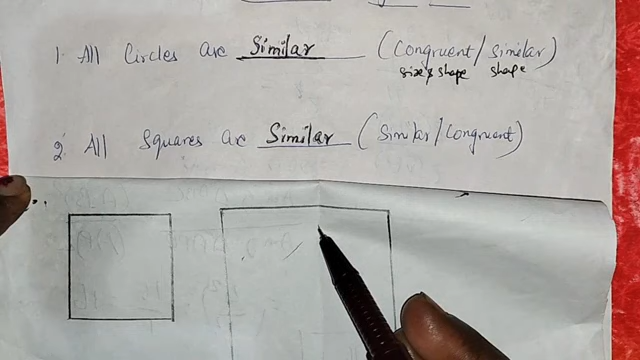 1. All Circles are Similar (Congruent/similar)
size & shape shape
2. All squares are Similar (Similar/Congruent)